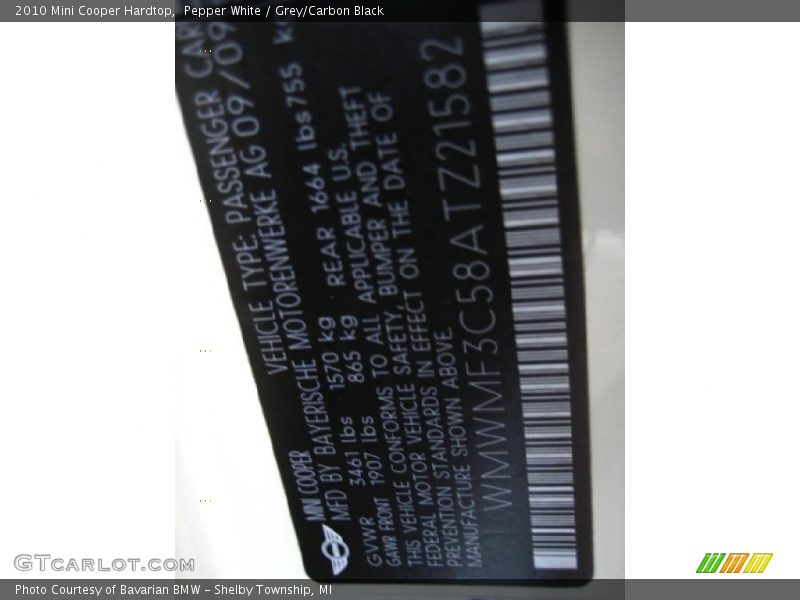 2010 Mini Cooper Hardtop, Pepper White / Grey/Carbon Black
MINI COOPER VEHICLE TYPE: PASSENGER CAR
MFD BY BAYERISCHE MOTORENWERKE AG 09/09
GVWR 3461 lbs 1570 kg
GAWR FRONT 1907 lbs 865 kg REAR 1664 lbs 755
THIS VEHICLE CONFORMS TO ALL APPLICABLE U.S.
FEDERAL MOTOR VEHICLE SAFETY, BUMPER AND THEFT
PREVENTION STANDARDS IN EFFECT ON THE DATE OF
MANUFACTURE SHOWN ABOVE.
WMWMF3C58ATZ21582
GTCARLOT.COM
Photo Courtesy of Bavarian BMW – Shelby Township, MI